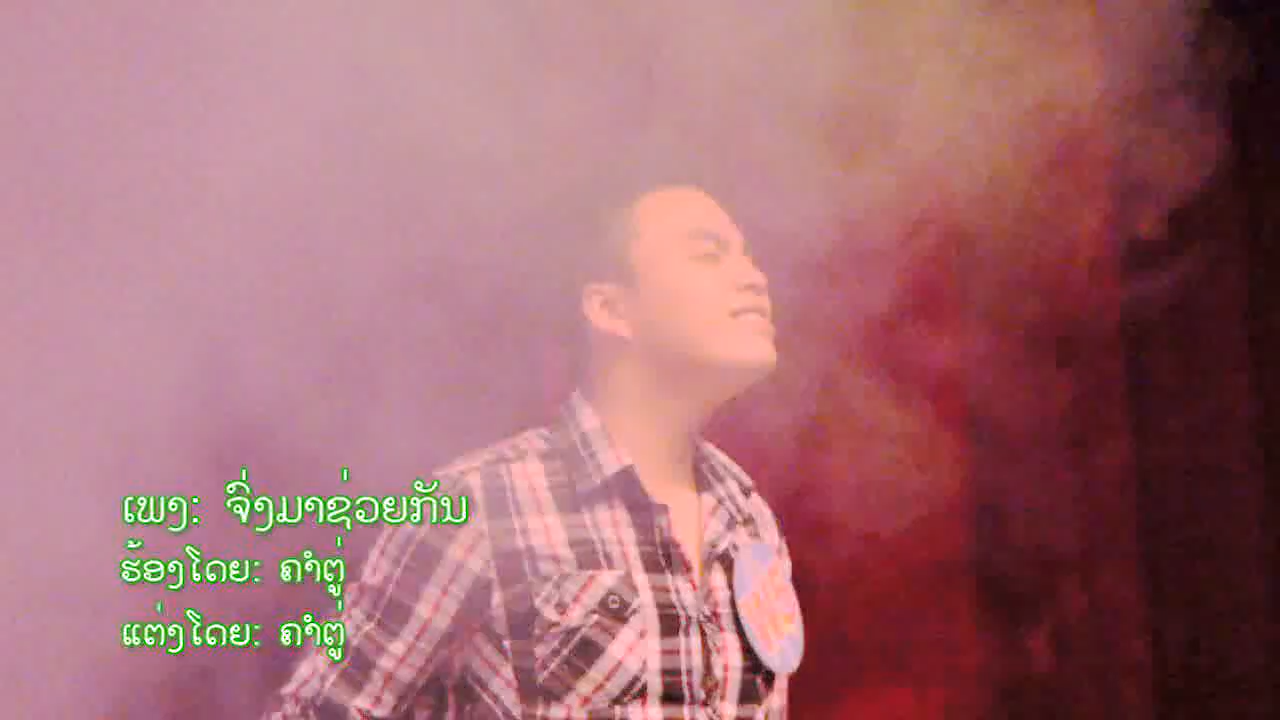 ເພງ: ຈົ່ງມາຊ່ວຍກັນ
ຮ້ອງໂດຍ: ຄຳຕູ່
ແຕ່ງໂດຍ: ຄຳຕູ່